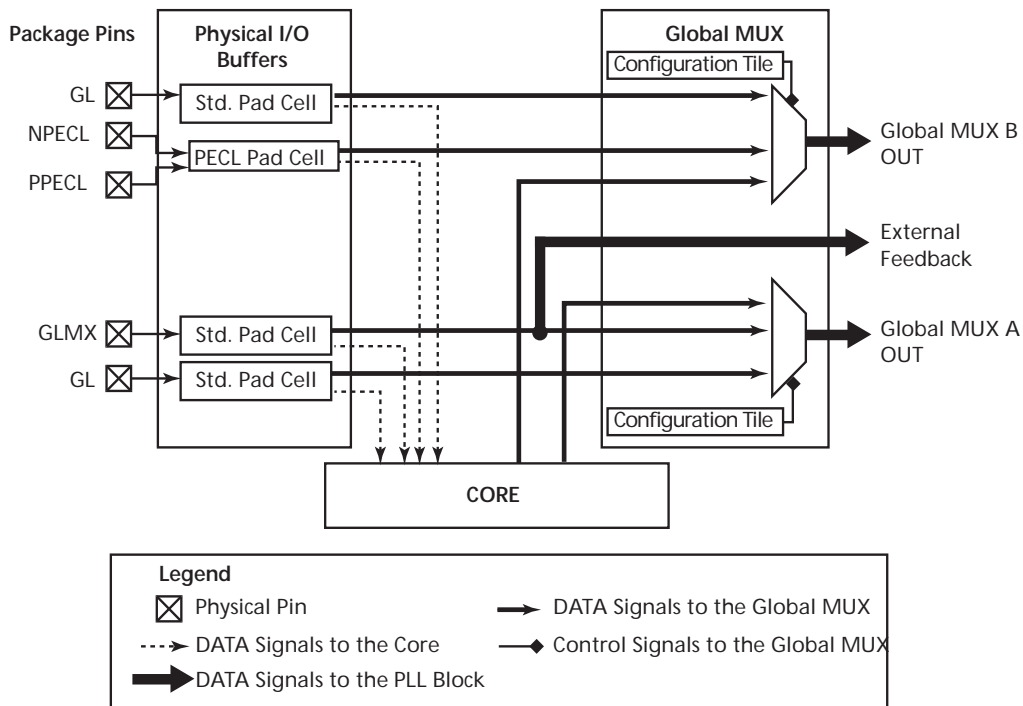 Package Pins
Physical I/O
Buffers
Global MUX
Configuration Tile
GL
Std. Pad Cell
NPECL
PECL Pad Cell
PPECL
Global MUX B
OUT
External
Feedback
GLMX
Std. Pad Cell
Global MUX A
OUT
GL
Std. Pad Cell
Configuration Tile
CORE
Legend
Physical Pin
DATA Signals to the Global MUX
DATA Signals to the Core
Control Signals to the Global MUX
DATA Signals to the PLL Block